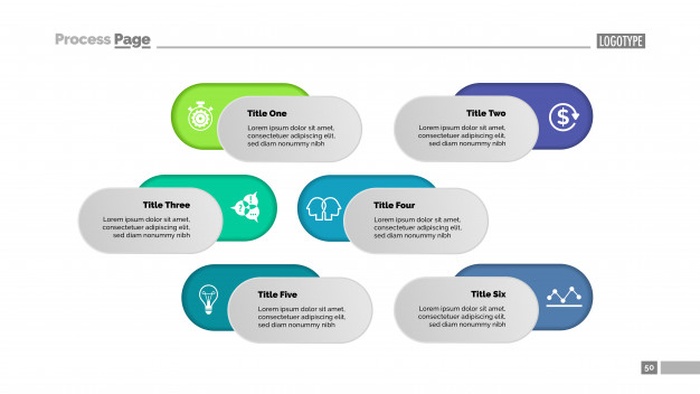 Process Page
LOGOTYPE
Title One
Lorem ipsum dolor sit amet,
consectetuer adipiscing elit,
sed diam nonummy nibh
Title Two
Lorem ipsum dolor sit amet,
consectetuer adipiscing elit,
sed diam nonummy nibh
Title Three
Lorem ipsum dolor sit amet,
consectetuer adipiscing elit,
sed diam nonummy nibh
Title Four
Lorem ipsum dolor sit amet,
consectetuer adipiscing elit,
sed diam nonummy nibh
Title Five
Lorem ipsum dolor sit amet,
consectetuer adipiscing elit,
sed diam nonummy nibh
Title Six
Lorem ipsum dolor sit amet,
consectetuer adipiscing elit,
sed diam nonummy nibh
50